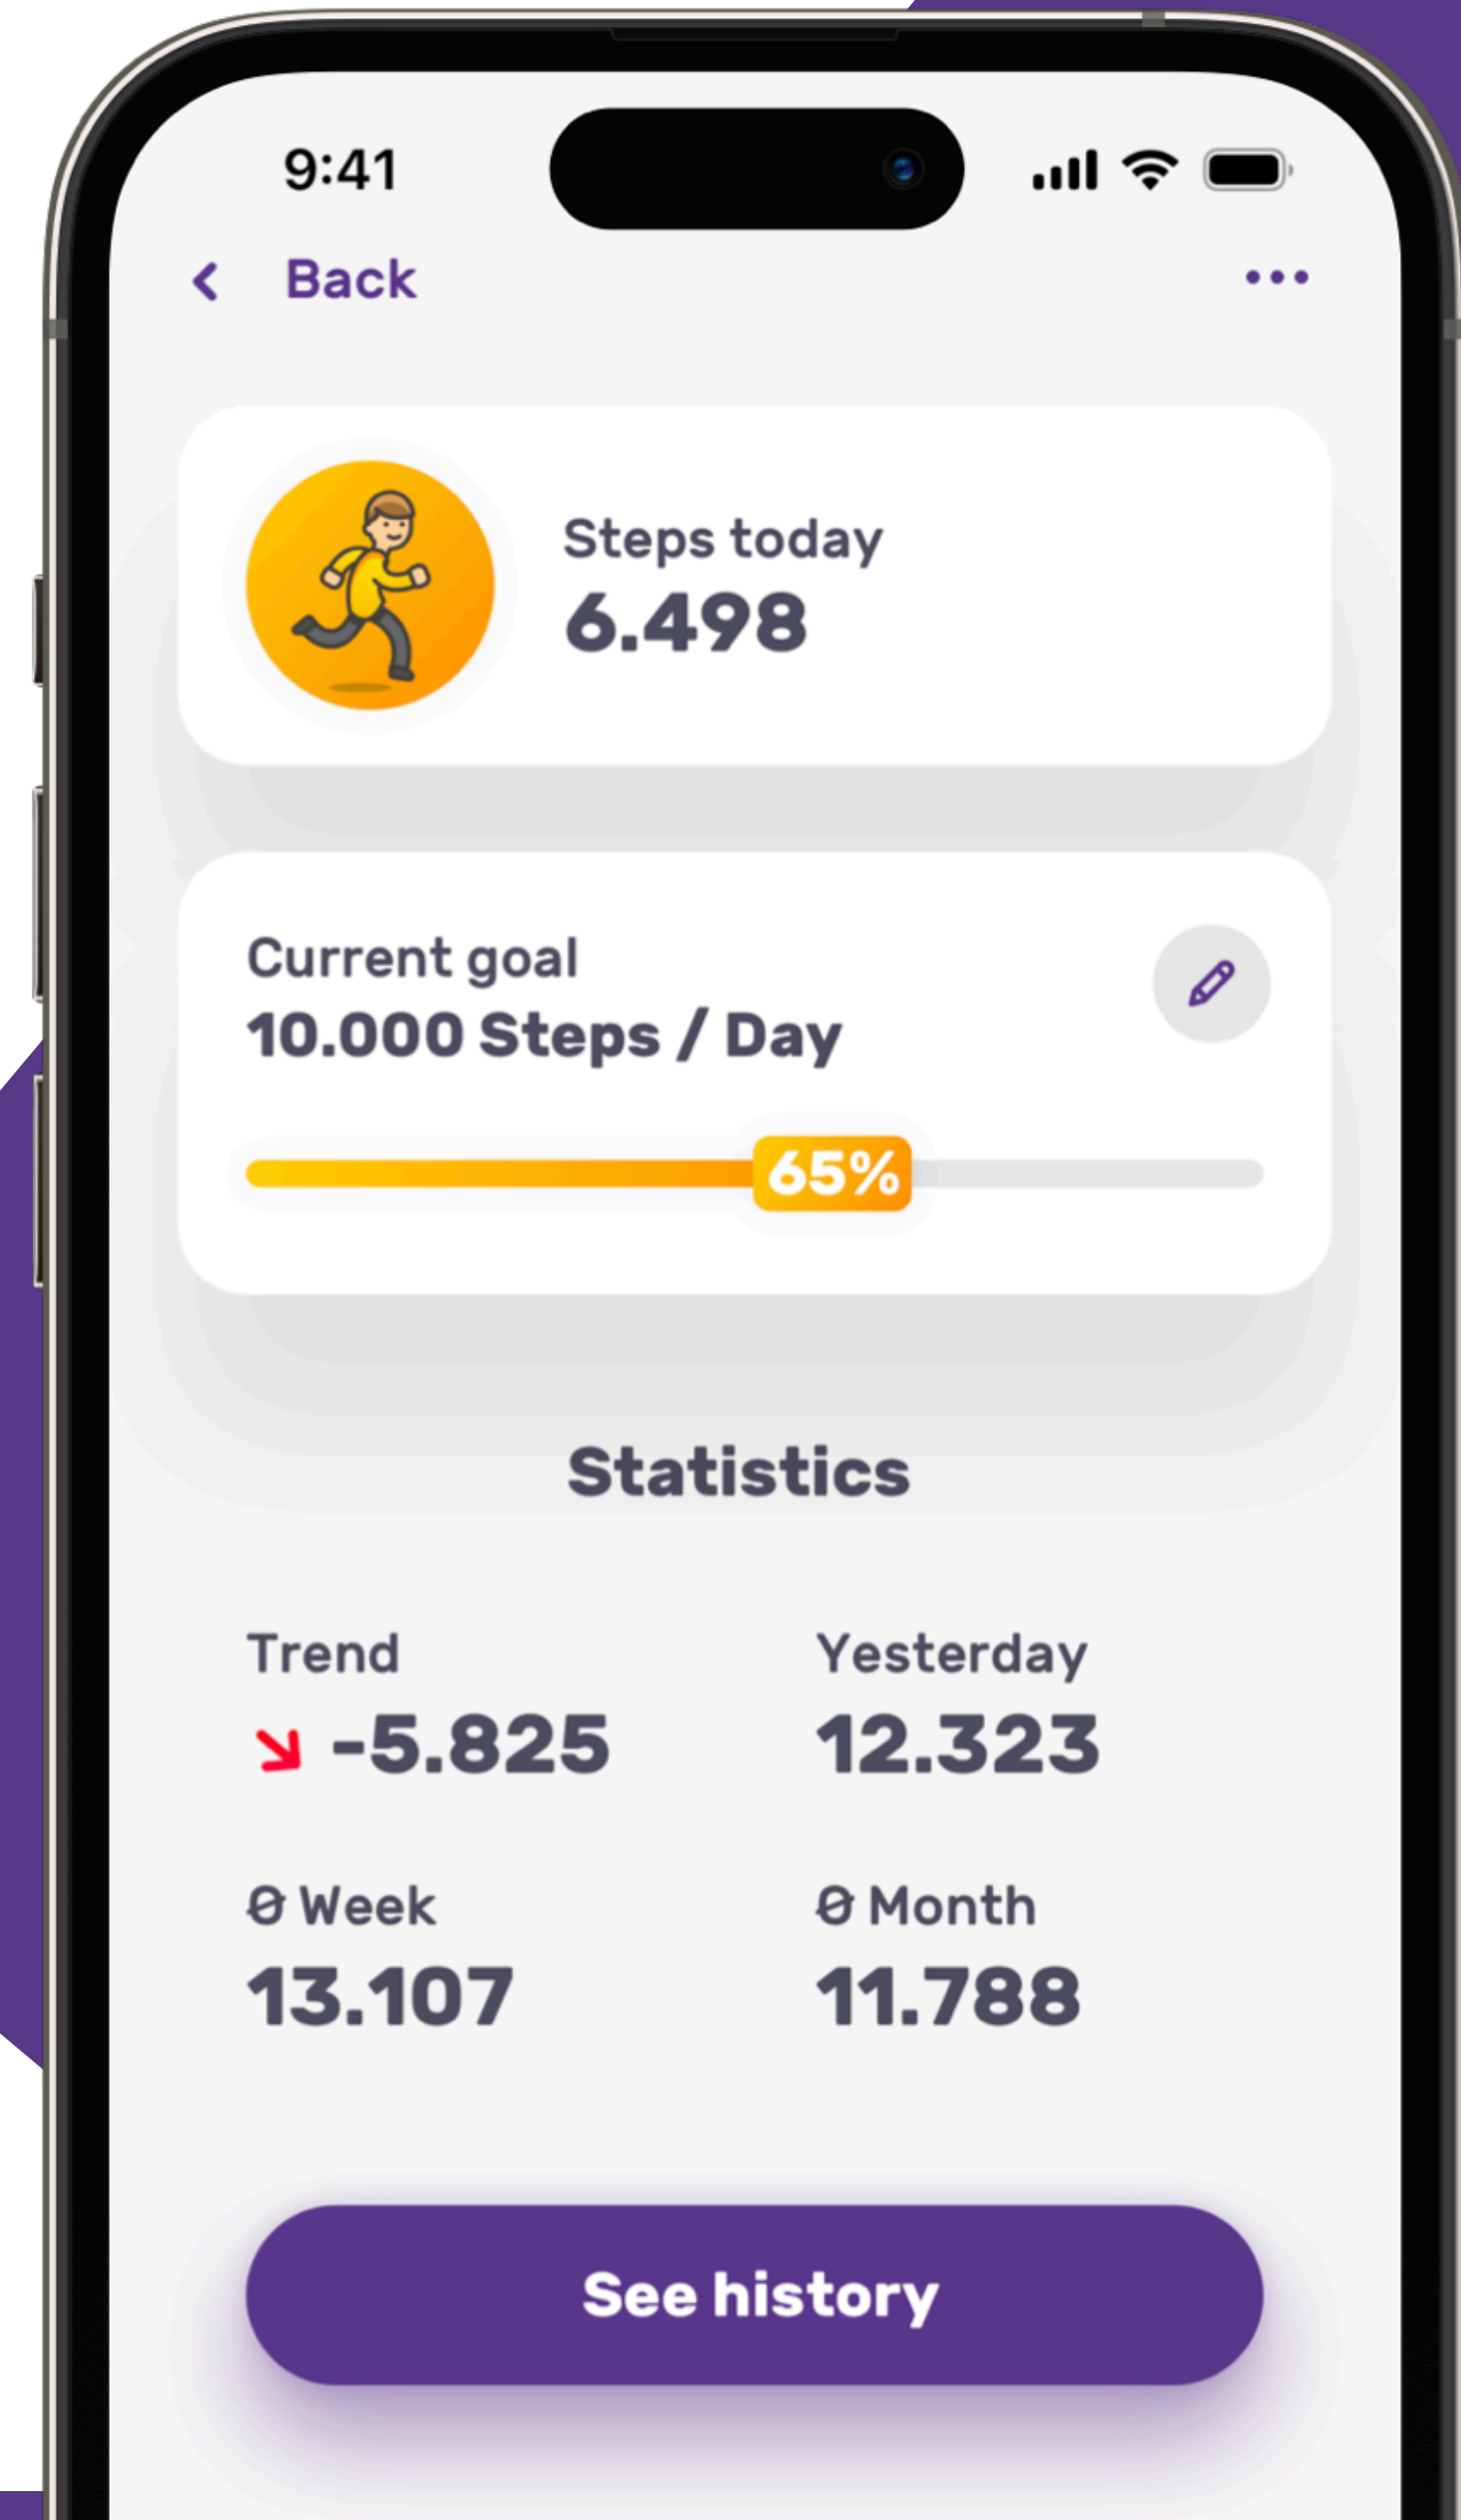 9:41
Back
Steps today
6.498
Current goal
10.000 Steps / Day
65%
Statistics
Trend
-5.825
Yesterday
12.323
Ø Week
13.107
Ø Month
11.788
See history